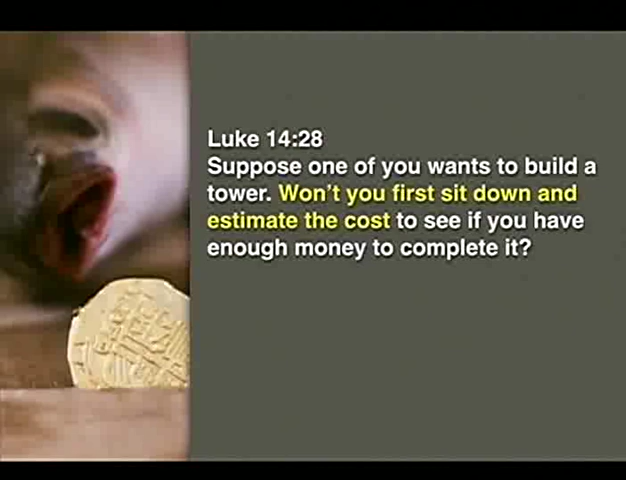 Luke 14:28
Suppose one of you wants to build a
tower. Won't you first sit down and
estimate the cost to see if you have
enough money to complete it?